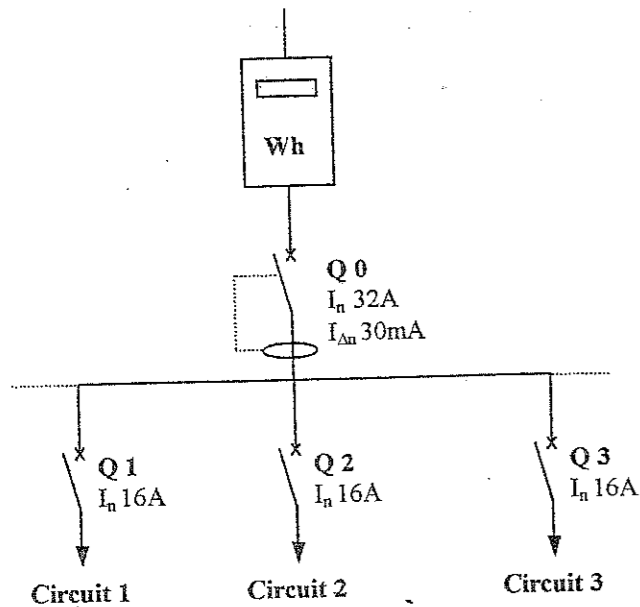 Wh
Q 0
Iₙ 32A
I∆ₙ 30mA
Q 1
Iₙ 16A
Q 2
Iₙ 16A
Q 3
Iₙ 16A
Circuit 1
Circuit 2
Circuit 3